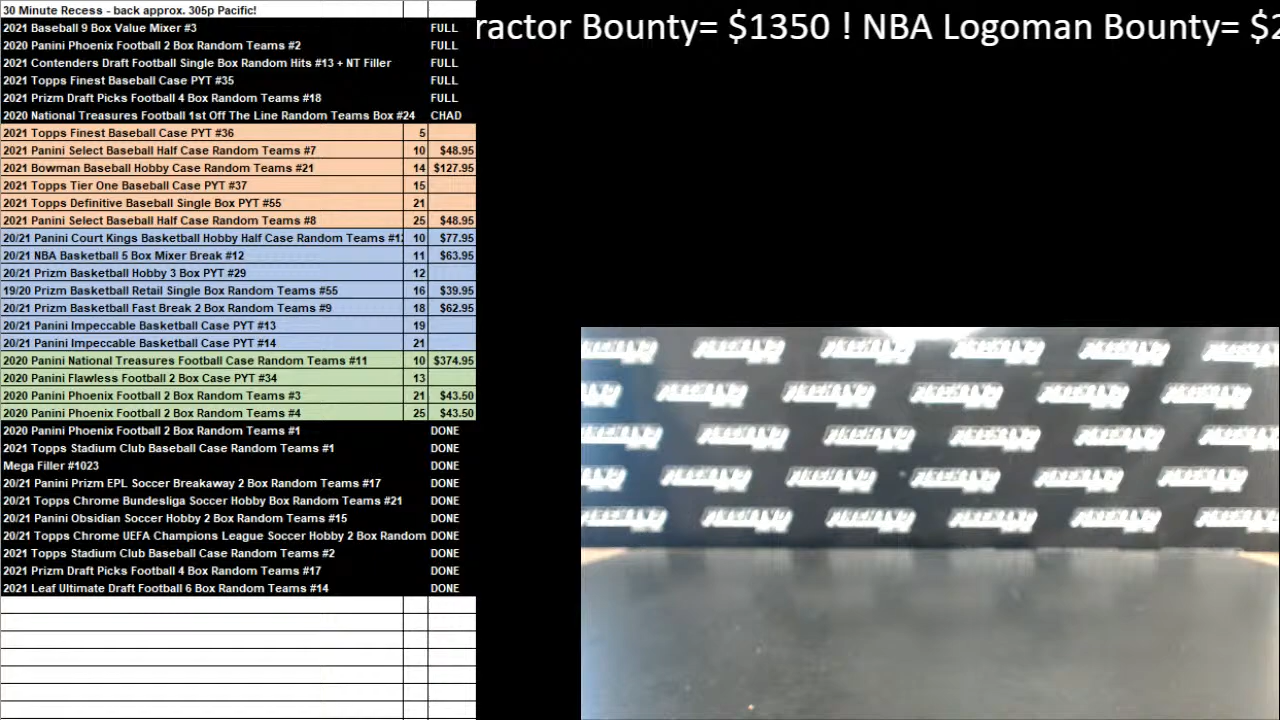 30 Minute Recess - back approx. 305p Pacific!
2021 Baseball 9 Box Value Mixer #3 FULL
2020 Panini Phoenix Football 2 Box Random Teams #2 FULL
2021 Contenders Draft Football Single Box Random Hits #13 + NT Filler FULL
2021 Topps Finest Baseball Case PYT #35 FULL
2021 Prizm Draft Picks Football 4 Box Random Teams #18 FULL
2020 National Treasures Football 1st Off The Line Random Teams Box #24 CHAD
2021 Topps Finest Baseball Case PYT #36 5
2021 Panini Select Baseball Half Case Random Teams #7 10 $48.95
2021 Bowman Baseball Hobby Case Random Teams #21 14 $127.95
2021 Topps Tier One Baseball Case PYT #37 15
2021 Topps Definitive Baseball Single Box PYT #55 21
2021 Panini Select Baseball Half Case Random Teams #8 25 $48.95
20/21 Panini Court Kings Basketball Hobby Half Case Random Teams 10 $77.95
20/21 NBA Basketball 5 Box Mixer Break #12 11 $63.95
20/21 Prizm Basketball Hobby 3 Box PYT #29 12
19/20 Prizm Basketball Retail Single Box Random Teams #55 16 $39.95
20/21 Prizm Basketball Fast Break 2 Box Random Teams #9 18 $62.95
20/21 Panini Impeccable Basketball Case PYT #13 19
20/21 Panini Impeccable Basketball Case PYT #14 21
2020 Panini National Treasures Football Case Random Teams #11 10 $374.95
2020 Panini Flawless Football 2 Box Case PYT #34 13
2020 Panini Phoenix Football 2 Box Random Teams #3 21 $43.50
2020 Panini Phoenix Football 2 Box Random Teams #4 25 $43.50
2020 Panini Phoenix Football 2 Box Random Teams #1 DONE
2021 Topps Stadium Club Baseball Case Random Teams #1 DONE
Mega Filler #1023 DONE
20/21 Panini Prizm EPL Soccer Breakaway 2 Box Random Teams #17 DONE
20/21 Topps Chrome Bundesliga Soccer Hobby Box Random Teams #21 DONE
20/21 Panini Obsidian Soccer Hobby 2 Box Random Teams #15 DONE
20/21 Topps Chrome UEFA Champions League Soccer Hobby 2 Box Random DONE
2021 Topps Stadium Club Baseball Case Random Teams #2 DONE
2021 Prizm Draft Picks Football 4 Box Random Teams #17 DONE
2021 Leaf Ultimate Draft Football 6 Box Random Teams #14 DONE
ractor Bounty= $1350 ! NBA Logoman Bounty= $2